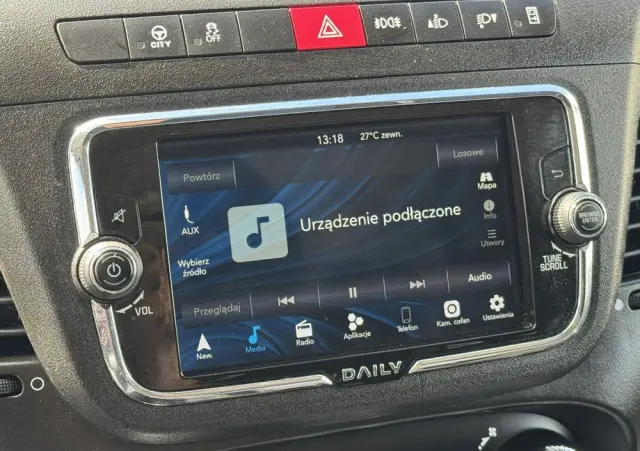 CITY
OFF
13:18 27°C zewn.
Powtórz
Losowe
Mapa
AUX
Urządzenie podłączone
Info
BROWSE
ENTER
Wybierz
źródło
Utwory
TUNE
SCROLL
Audio
Przeglądaj
VOL
Naw.
Media
Radio
Aplikacje
Telefon
Kam. cofan
Ustawienia
DAILY